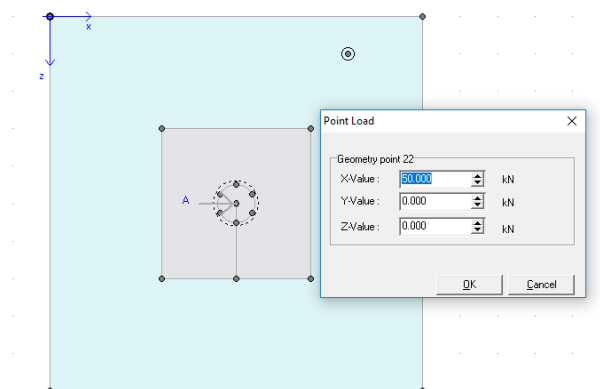 x
z
A
Point Load
Geometry point 22
X-Value : 50.000 kN
Y-Value : 0.000 kN
Z-Value : 0.000 kN
OK Cancel